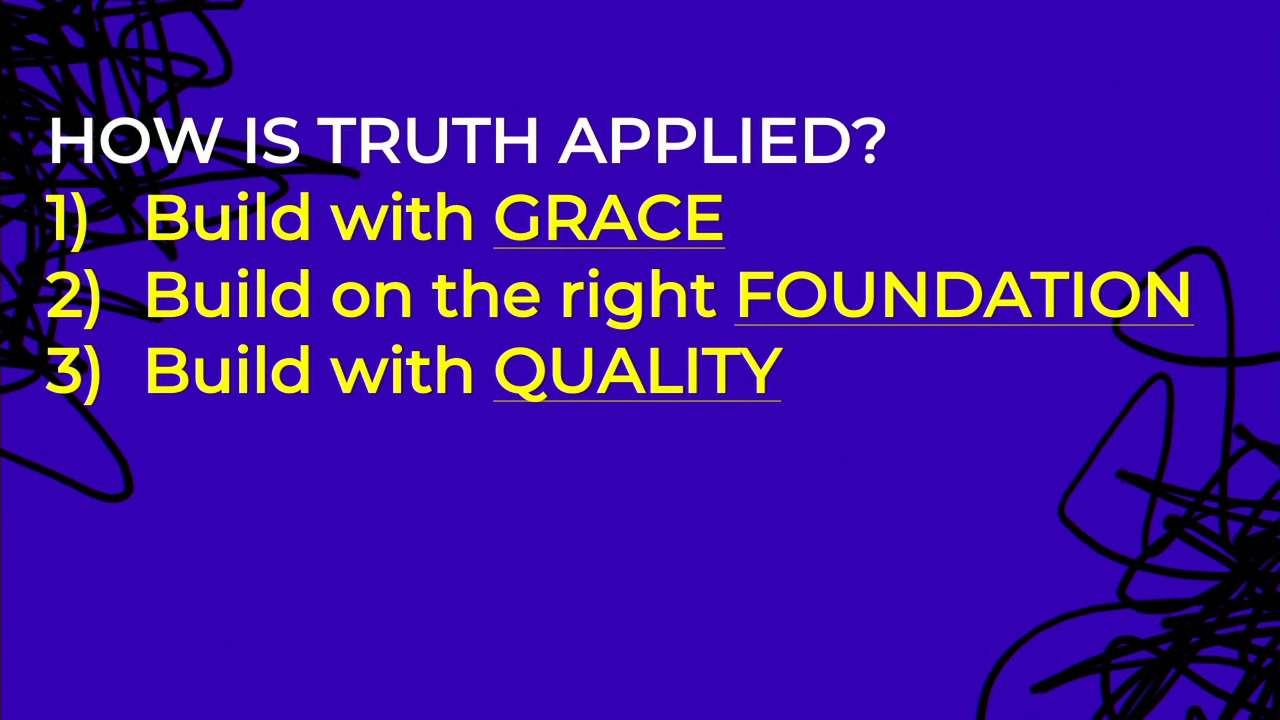 HOW IS TRUTH APPLIED?
1) Build with GRACE
2) Build on the right FOUNDATION
3) Build with QUALITY